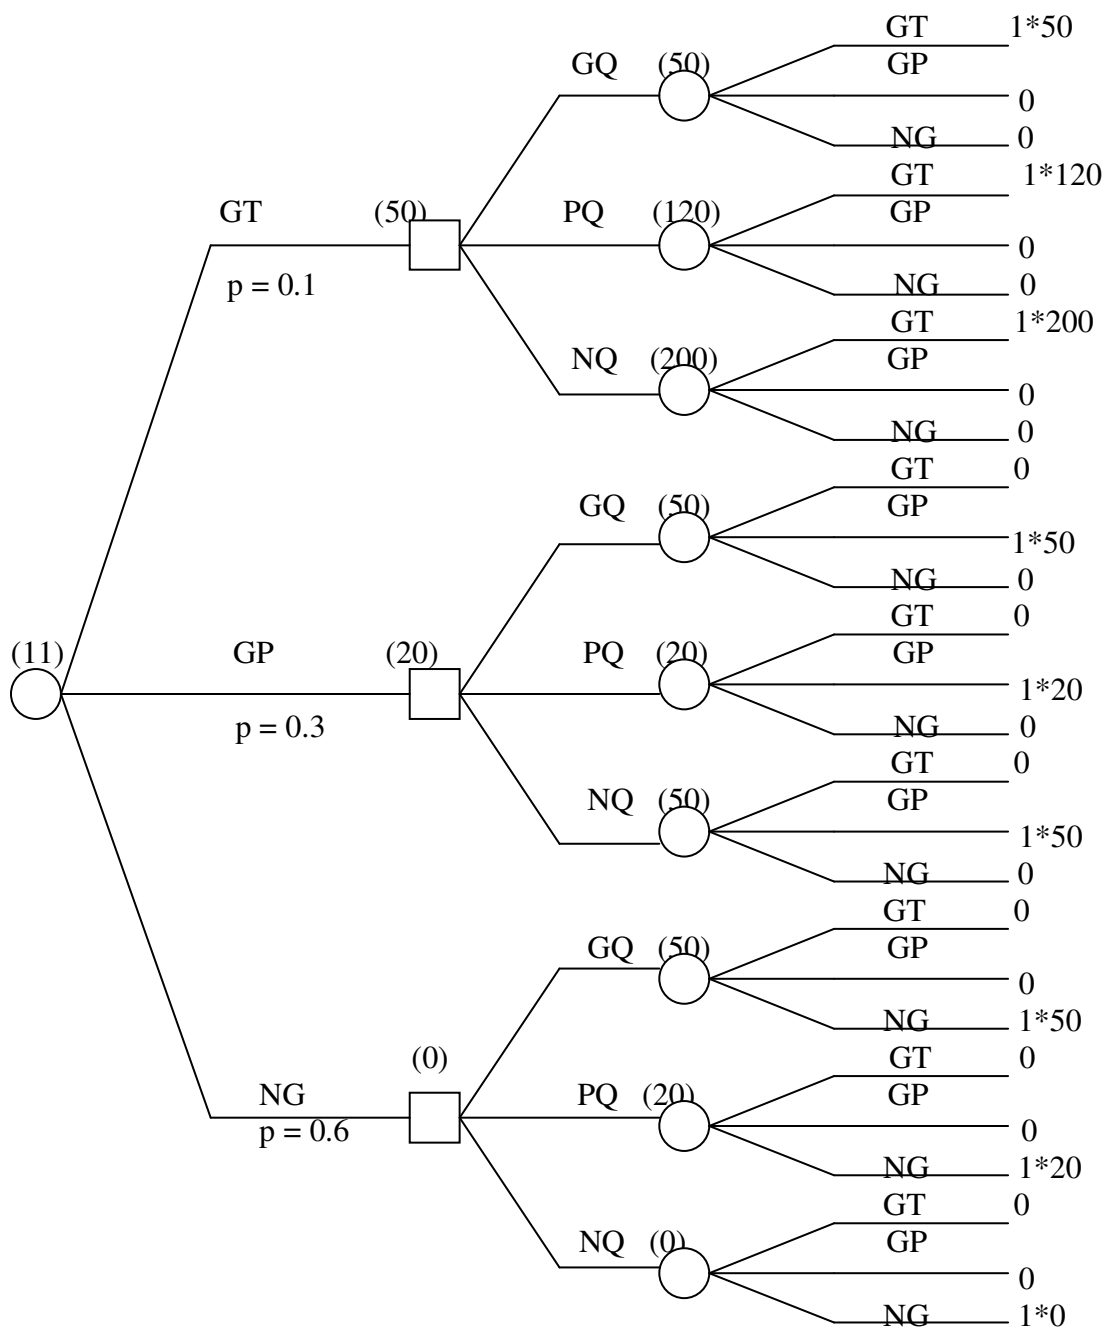 GT 1*50
GQ (50) GP
0
NG 0
GT 1*120
GT (50) PQ (120) GP
0
p = 0.1 NG 0
GT 1*200
NQ (200) GP
0
NG 0
GT 0
GQ (50) GP
1*50
NG 0
GT 0
(11) GP (20) PQ (20) GP
1*20
p = 0.3 NG 0
GT 0
NQ (50) GP
1*50
NG 0
GT 0
GQ (50) GP
0
NG 1*50
(0) GT 0
NG PQ (20) GP
p = 0.6 0
NG 1*20
GT 0
NQ (0) GP
0
NG 1*0